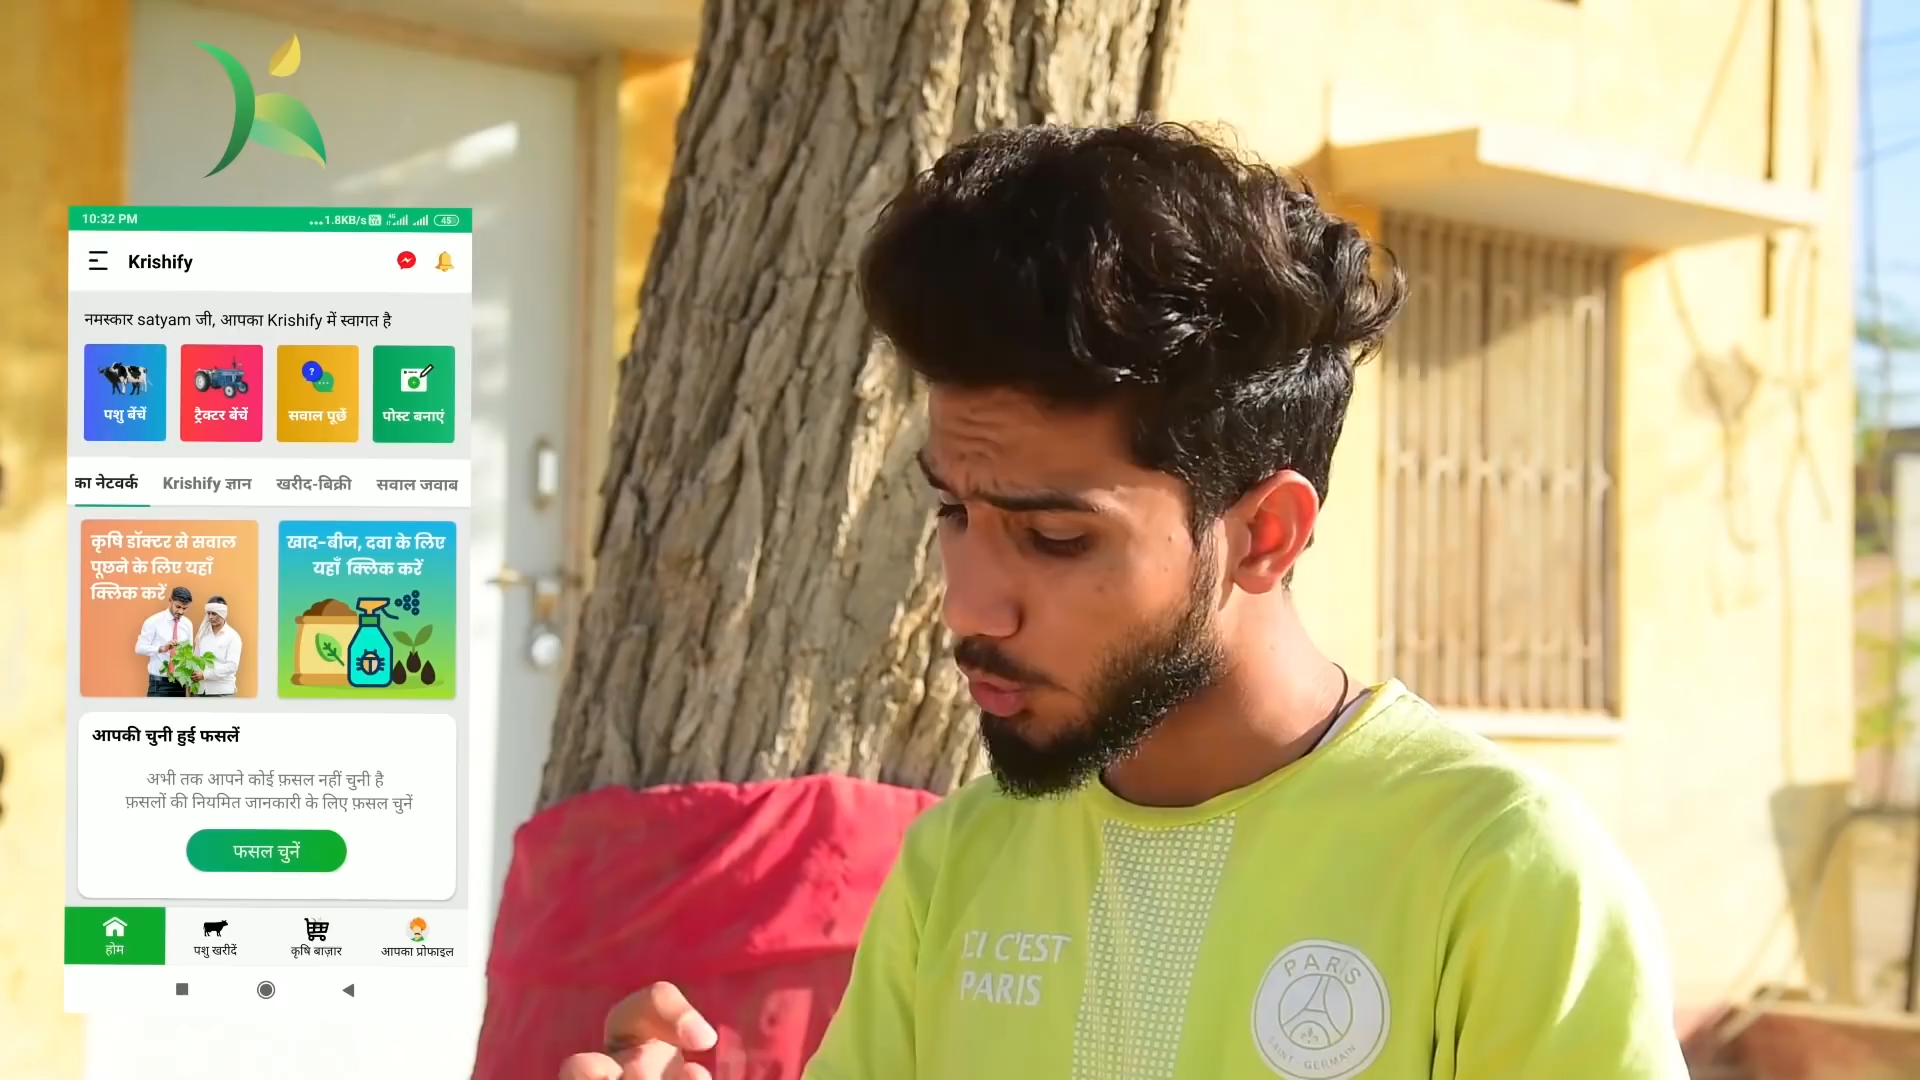 10:32 PM
1.8KB/s
4G
45
Krishify
नमस्कार satyam जी, आपका Krishify में स्वागत है
पशु बेंचें
ट्रैक्टर बेंचें
सवाल पूछें
पोस्ट बनाएं
का नेटवर्क
Krishify ज्ञान
खरीद-बिक्री
सवाल जवाब
कृषि डॉक्टर से सवाल
पूछने के लिए यहाँ
क्लिक करें
खाद-बीज, दवा के लिए
यहाँ क्लिक करें
आपकी चुनी हुई फसलें
अभी तक आपने कोई फ़सल नहीं चुनी है
फ़सलों की नियमित जानकारी के लिए फ़सल चुनें
फसल चुनें
होम
पशु खरीदें
कृषि बाज़ार
आपका प्रोफाइल
ICI C'EST
PARIS
PARIS
SAINT-GERMAIN